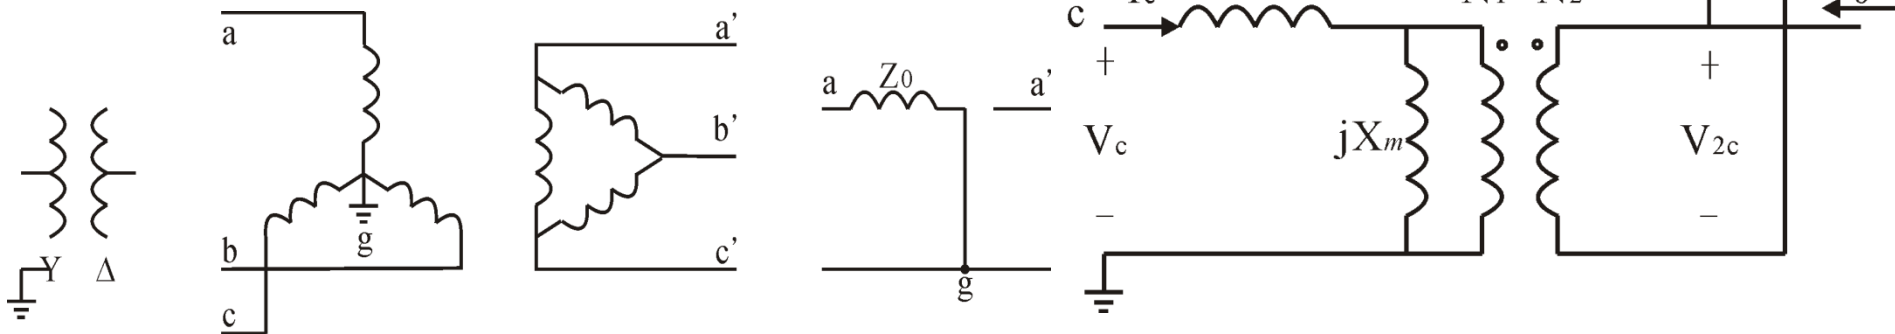 Y Δ
a
b
c
g
a'
b'
c'
a Z0 a'
g
c
+
Vc
–
jXm
+
V2c
–